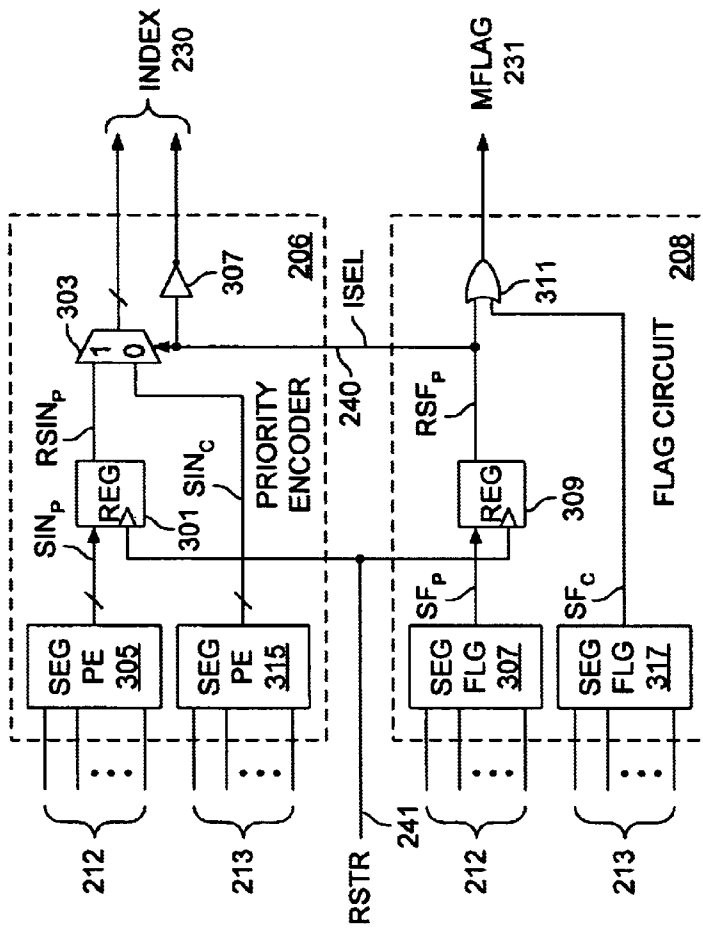 INDEX
230
MFLAG
231
303
1
0
307
206
RSIN_P
REG
301
SIN_P
SIN_C
PRIORITY
ENCODER
SEG
PE
305
SEG
PE
315
212
213
ISEL
240
RSTR
241
311
208
RSF_P
REG
309
SF_P
SF_C
FLAG CIRCUIT
SEG
FLG
307
SEG
FLG
317
212
213